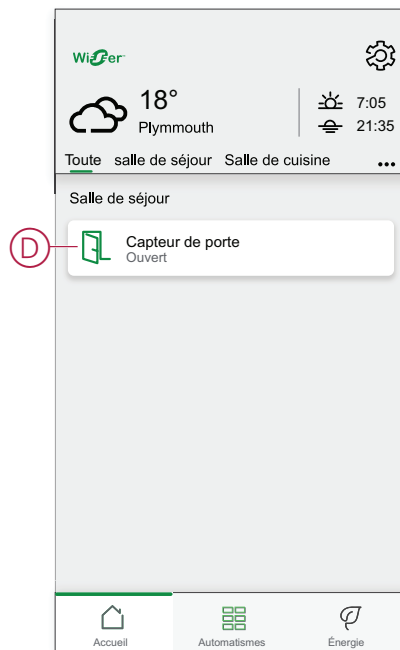 Wiser
18°
Plymmouth
7:05
21:35
Toute salle de séjour Salle de cuisine ...
Salle de séjour
D
Capteur de porte
Ouvert
Accueil Automatismes Énergie